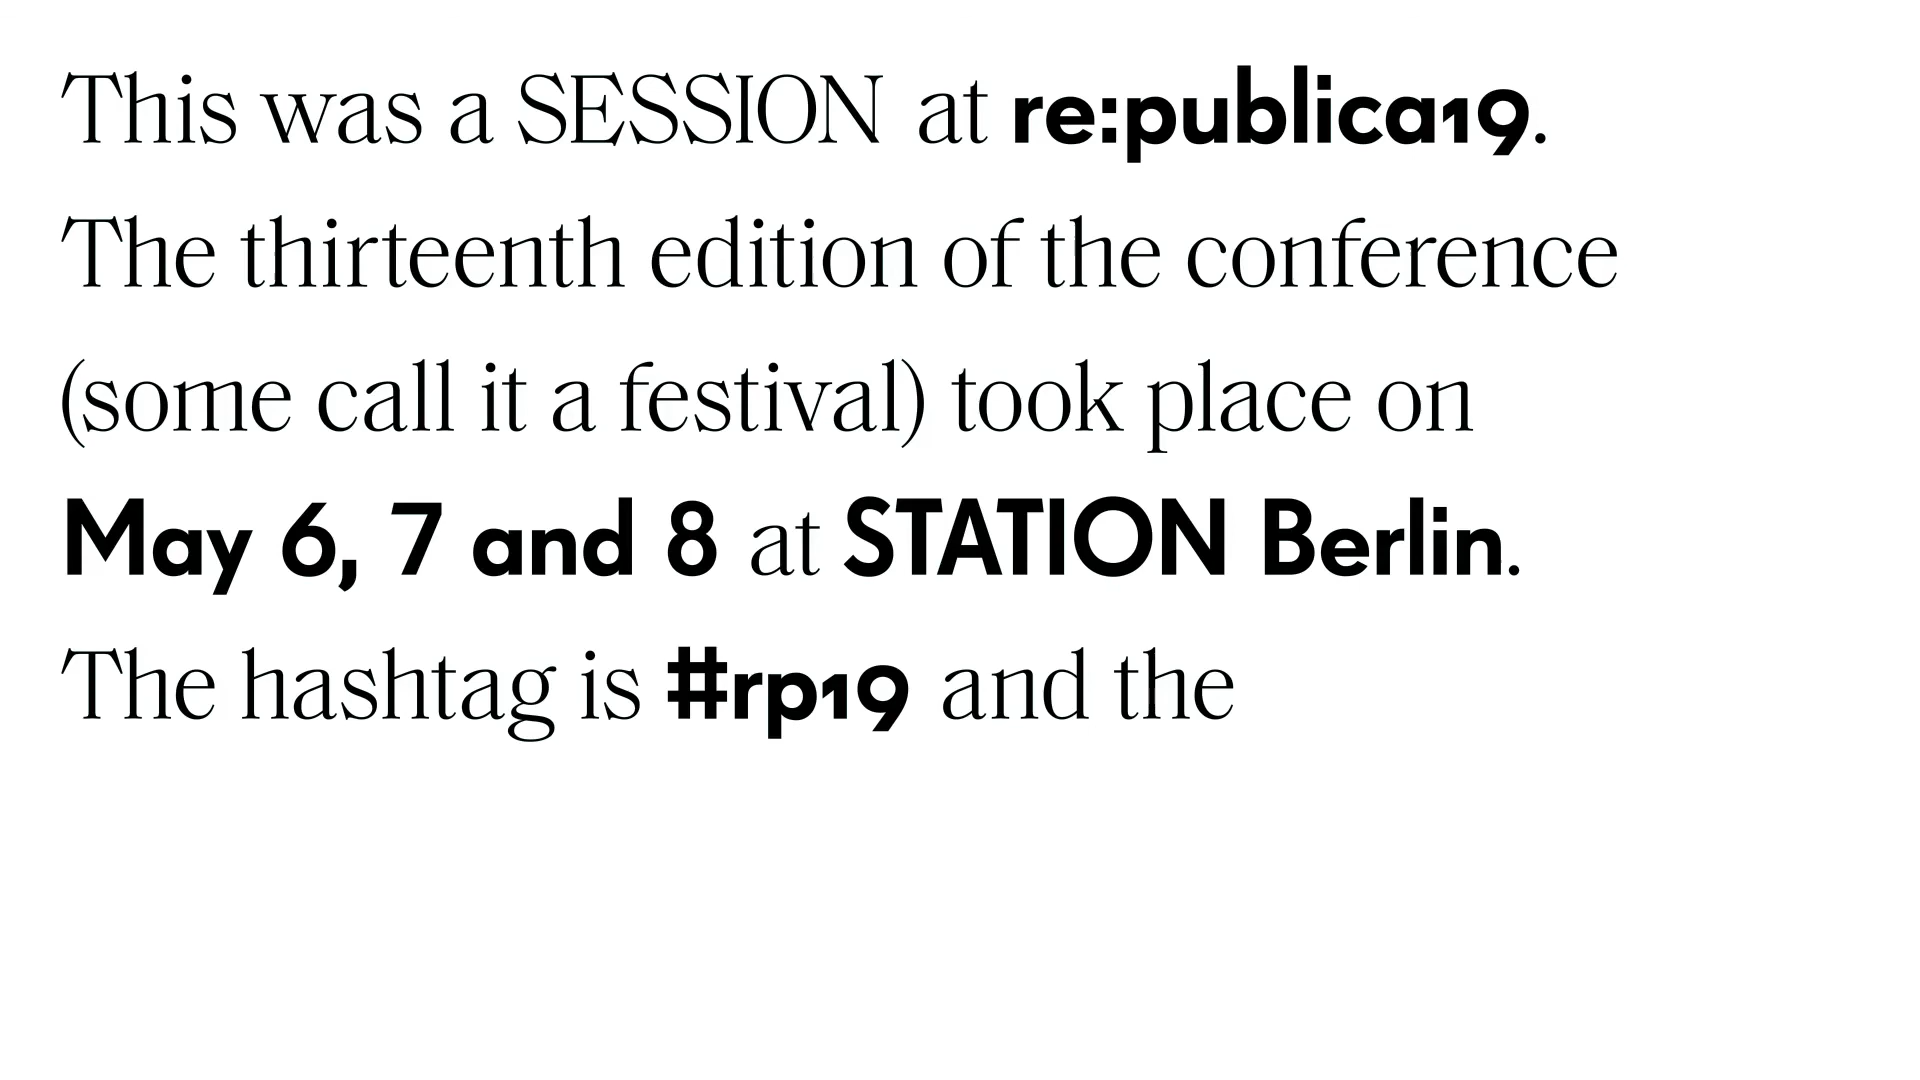 This was a SESSION at re:publica19.
The thirteenth edition of the conference
(some call it a festival) took place on
May 6, 7 and 8 at STATION Berlin.
The hashtag is #rp19 and the